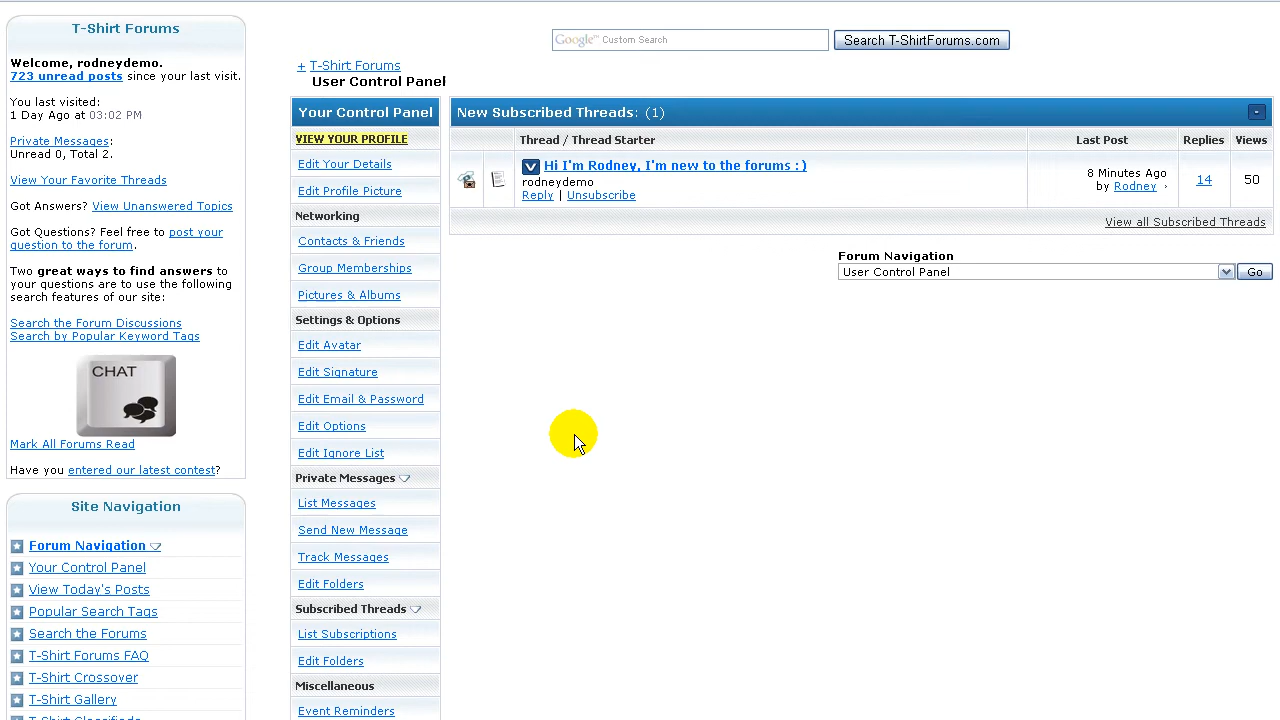 T-Shirt Forums
Welcome, rodneydemo.
723 unread posts since your last visit.
You last visited:
1 Day Ago at 03:02 PM
Private Messages:
Unread 0, Total 2.
View Your Favorite Threads
Got Answers? View Unanswered Topics
Got Questions? Feel free to post your
question to the forum.
Two great ways to find answers to
your questions are to use the following
search features of our site:
Search the Forum Discussions
Search by Popular Keyword Tags
CHAT
Mark All Forums Read
Have you entered our latest contest?
Site Navigation
Forum Navigation
Your Control Panel
View Today's Posts
Popular Search Tags
Search the Forums
T-Shirt Forums FAQ
T-Shirt Crossover
T-Shirt Gallery
T-Shirt Classifieds
Google™ Custom Search
Search T-ShirtForums.com
+ T-Shirt Forums
User Control Panel
Your Control Panel
VIEW YOUR PROFILE
Edit Your Details
Edit Profile Picture
Networking
Contacts & Friends
Group Memberships
Pictures & Albums
Settings & Options
Edit Avatar
Edit Signature
Edit Email & Password
Edit Options
Edit Ignore List
Private Messages
List Messages
Send New Message
Track Messages
Edit Folders
Subscribed Threads
List Subscriptions
Edit Folders
Miscellaneous
Event Reminders
New Subscribed Threads: (1)
Thread / Thread Starter Last Post Replies Views
Hi I'm Rodney, I'm new to the forums :)
rodneydemo
Reply | Unsubscribe
8 Minutes Ago
by Rodney
14
50
View all Subscribed Threads
Forum Navigation
User Control Panel
Go